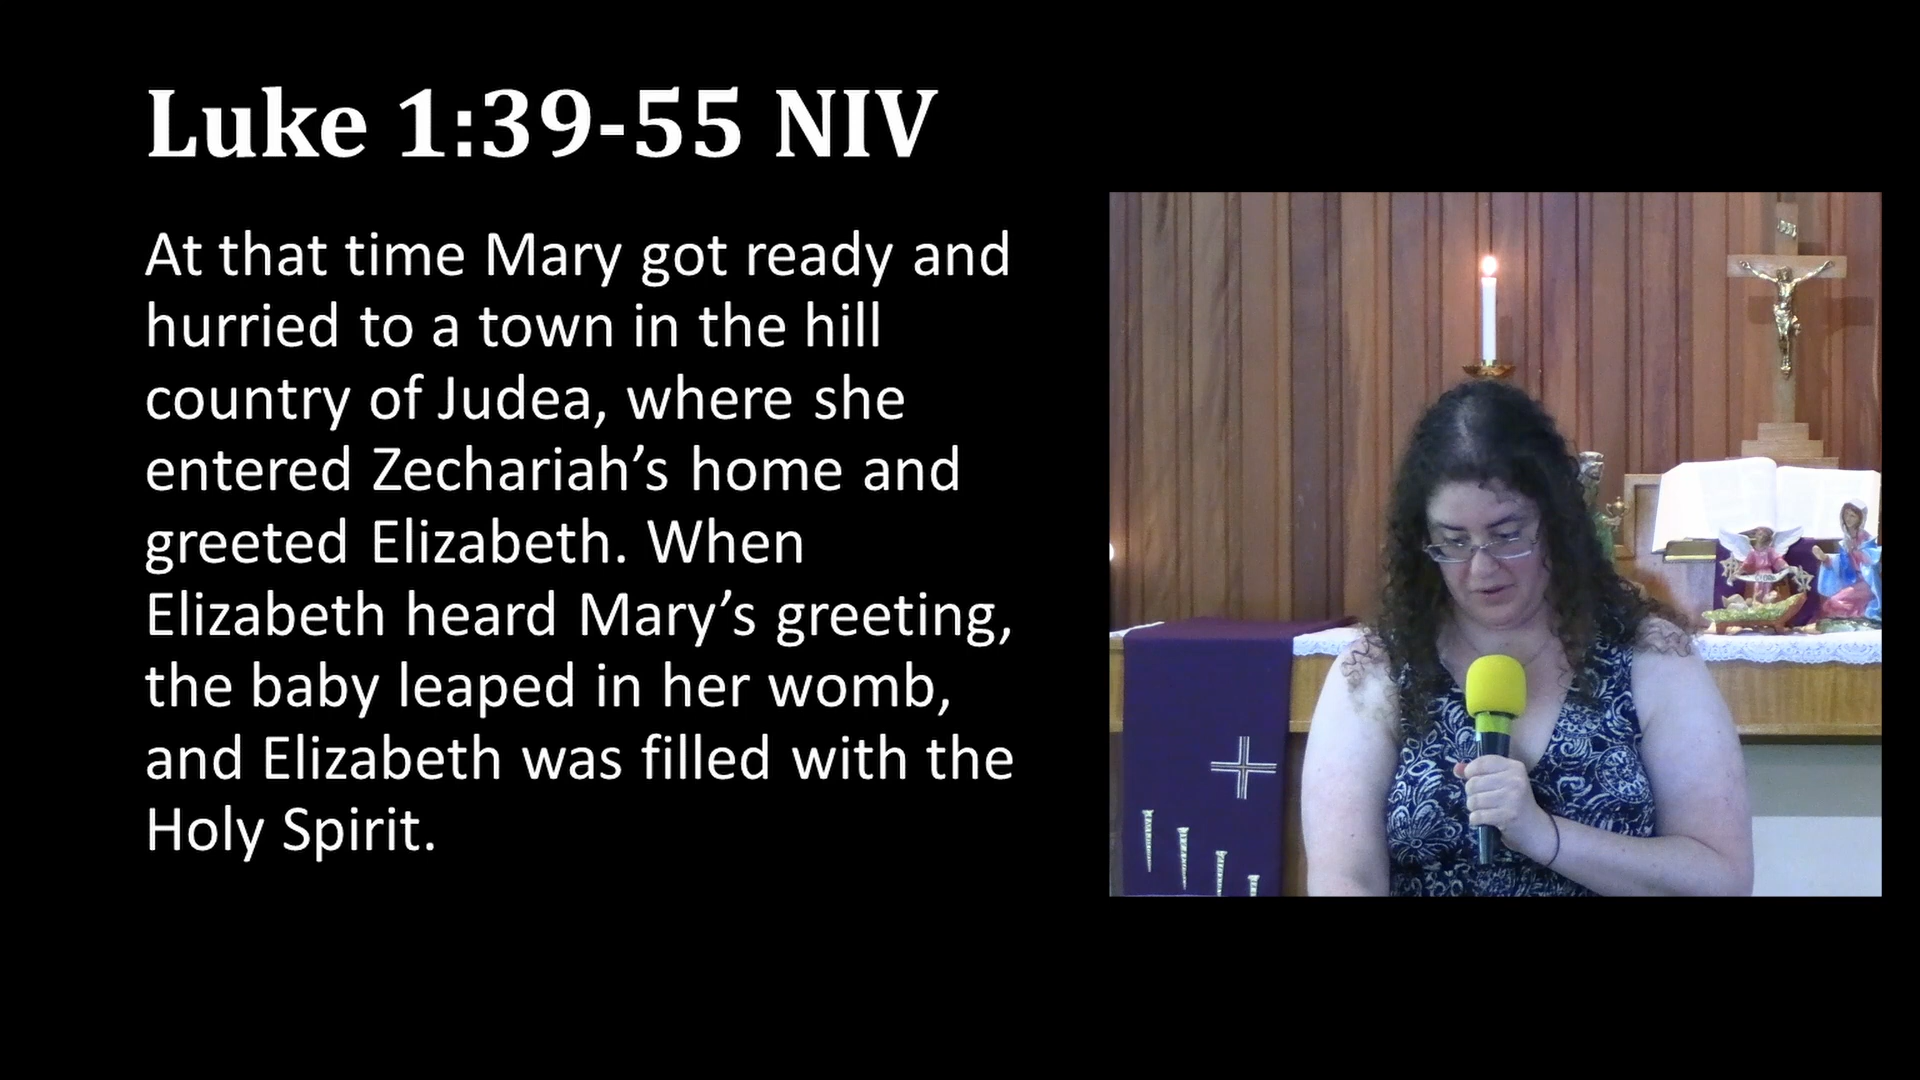 Luke 1:39-55 NIV
At that time Mary got ready and
hurried to a town in the hill
country of Judea, where she
entered Zechariah’s home and
greeted Elizabeth. When
Elizabeth heard Mary’s greeting,
the baby leaped in her womb,
and Elizabeth was filled with the
Holy Spirit.